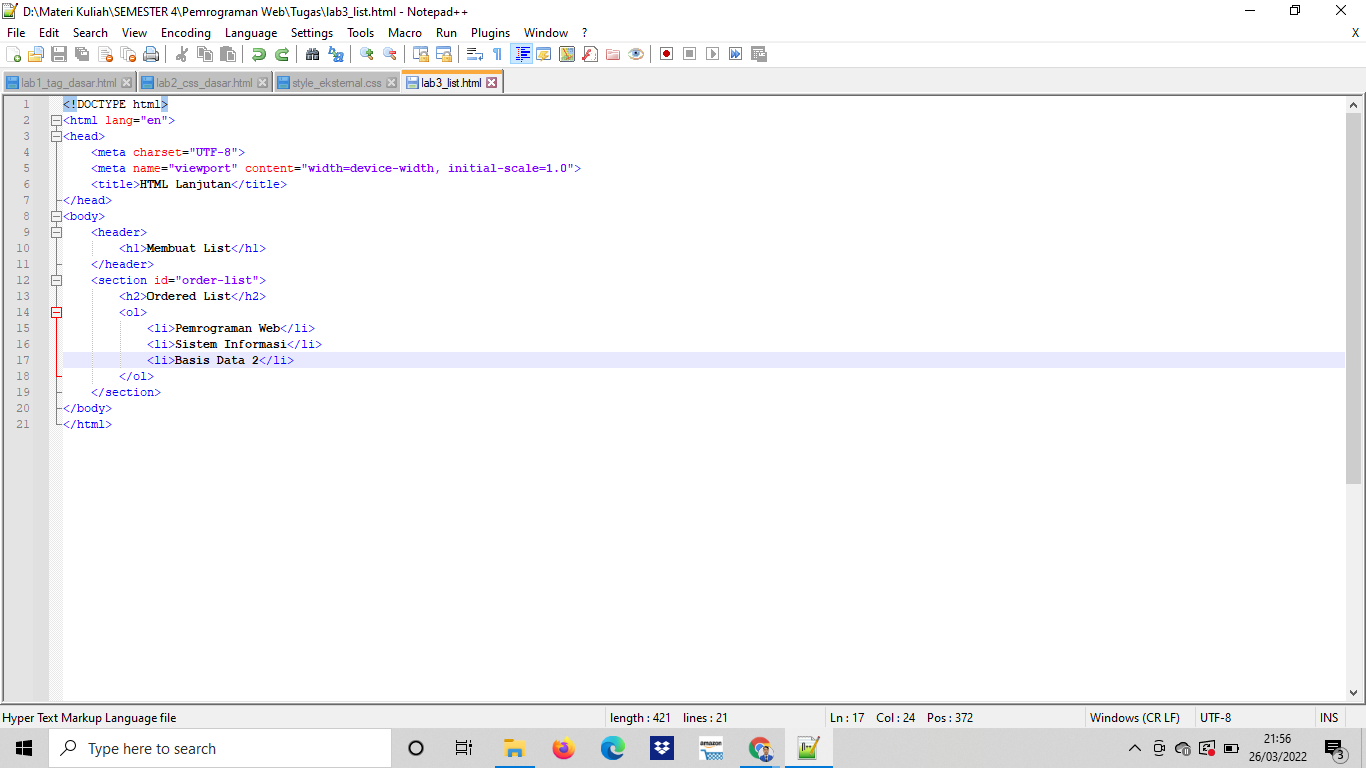 D:\Materi Kuliah\SEMESTER 4\Pemrograman Web\Tugas\lab3_list.html - Notepad++
File Edit Search View Encoding Language Settings Tools Macro Run Plugins Window ? X
lab1_tag_dasar.html lab2_css_dasar.html style_eksternal.css lab3_list.html
1 <!DOCTYPE html>
2 <html lang="en">
3 <head>
4 <meta charset="UTF-8">
5 <meta name="viewport" content="width=device-width, initial-scale=1.0">
6 <title>HTML Lanjutan</title>
7 </head>
8 <body>
9 <header>
10 <h1>Membuat List</h1>
11 </header>
12 <section id="order-list">
13 <h2>Ordered List</h2>
14 <ol>
15 <li>Pemrograman Web</li>
16 <li>Sistem Informasi</li>
17 <li>Basis Data 2</li>
18 </ol>
19 </section>
20 </body>
21 </html>
Hyper Text Markup Language file length : 421 lines : 21 Ln : 17 Col : 24 Pos : 372 Windows (CR LF) UTF-8 INS
Type here to search
amazon
21:56
26/03/2022
3